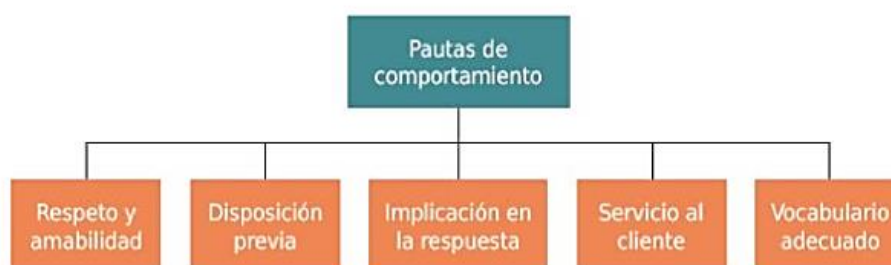 Pautas de
comportamiento
Respeto y
amabilidad
Disposición
previa
Implicación en
la respuesta
Servicio al
cliente
Vocabulario
adecuado